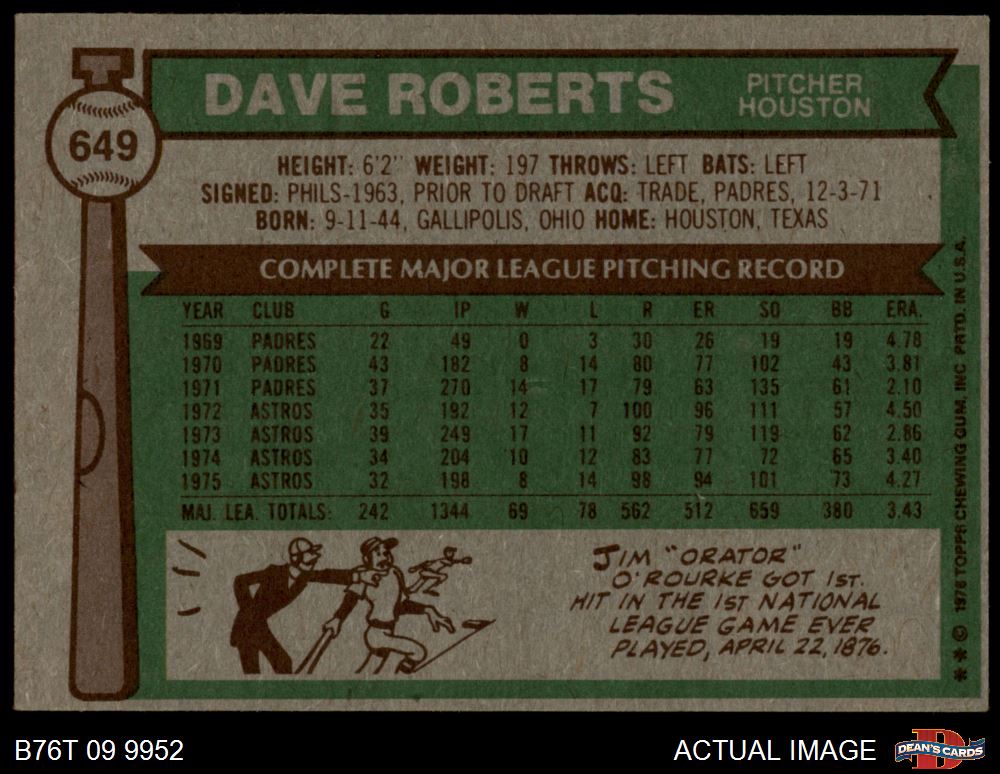 DAVE ROBERTS
PITCHER
HOUSTON
649
HEIGHT: 6'2" WEIGHT: 197 THROWS: LEFT BATS: LEFT
SIGNED: PHILS-1963, PRIOR TO DRAFT ACQ: TRADE, PADRES, 12-3-71
BORN: 9-11-44, GALLIPOLIS, OHIO HOME: HOUSTON, TEXAS
COMPLETE MAJOR LEAGUE PITCHING RECORD
YEAR CLUB G IP W L R ER SO BB ERA.
1969 PADRES 22 49 0 3 30 26 19 19 4.78
1970 PADRES 43 182 8 14 80 77 102 43 3.81
1971 PADRES 37 270 14 17 79 63 135 61 2.10
1972 ASTROS 35 192 12 7 100 96 111 57 4.50
1973 ASTROS 39 249 17 11 92 79 119 62 2.86
1974 ASTROS 34 204 10 12 83 77 72 65 3.40
1975 ASTROS 32 198 8 14 98 94 101 73 4.27
MAJ. LEA. TOTALS: 242 1344 69 78 562 512 659 380 3.43
JIM "ORATOR"
O'ROURKE GOT 1ST.
HIT IN THE 1ST NATIONAL
LEAGUE GAME EVER
PLAYED, APRIL 22, 1876.
** © 1976 TOPPS CHEWING GUM, INC PRTD. IN U.S.A.
B76T 09 9952
ACTUAL IMAGE
D
DEAN'S CARDS